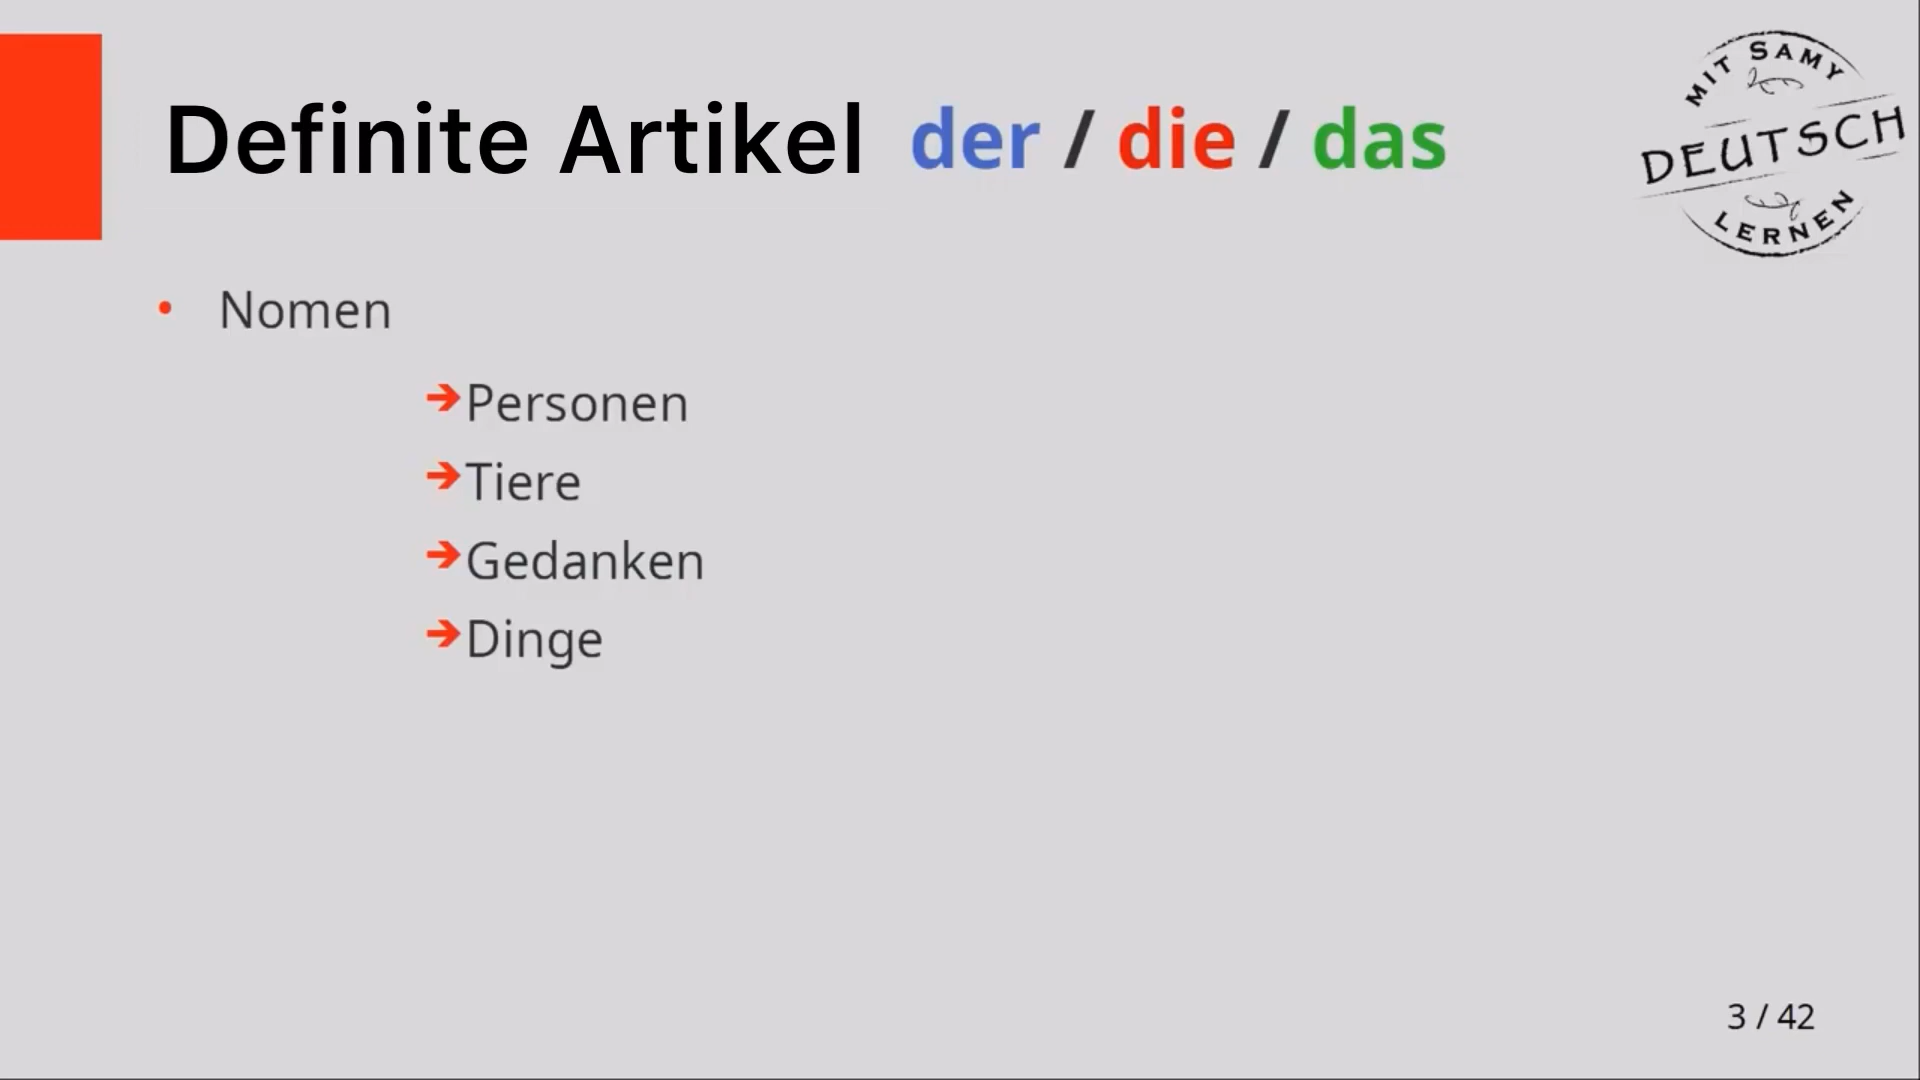 Definite Artikel der / die / das
MIT SAMY
DEUTSCH
LERNEN
• Nomen
➔Personen
➔Tiere
➔Gedanken
➔Dinge
3 / 42